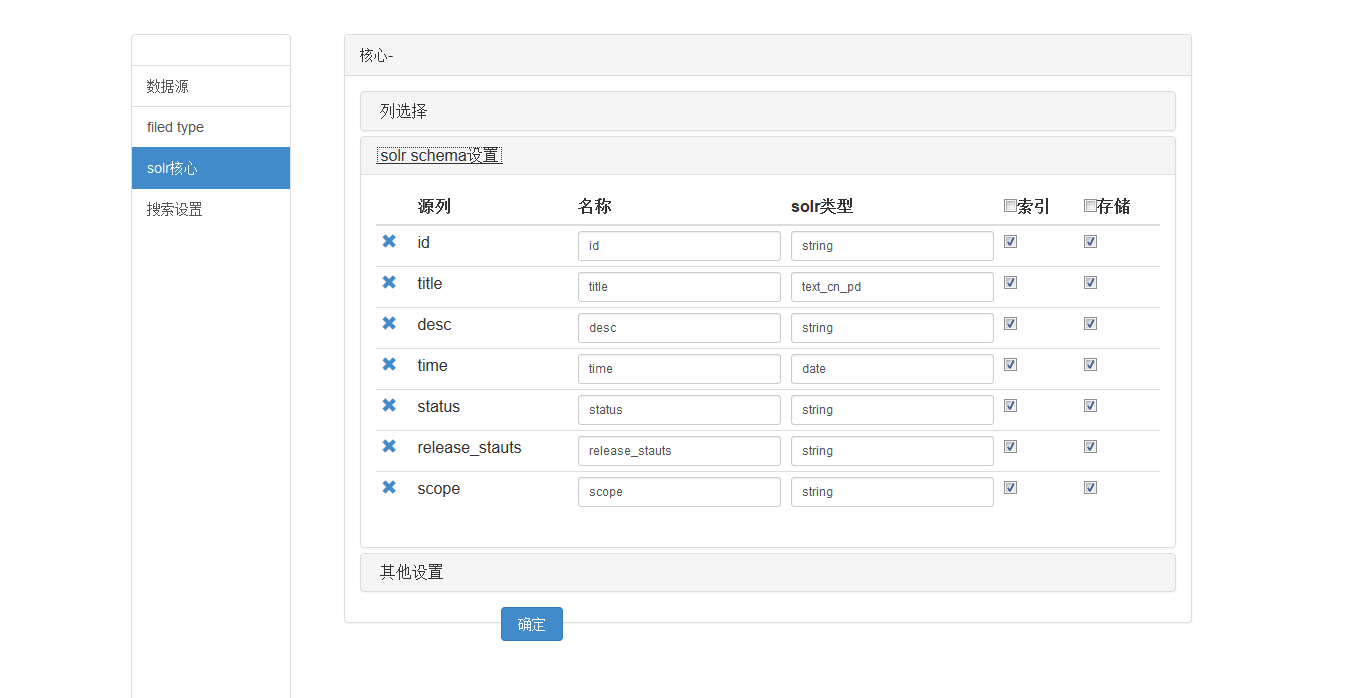 数据源
filed type
solr核心
搜索设置
核心-
列选择
solr schema设置
源列 名称 solr类型 索引 存储
id id string
title title text_cn_pd
desc desc string
time time date
status status string
release_stauts release_stauts string
scope scope string
其他设置
确定